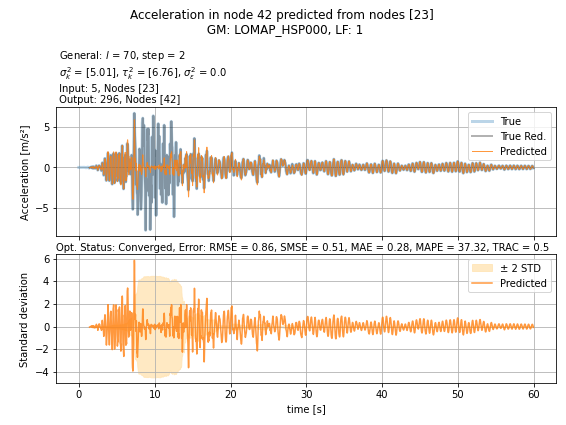 Acceleration in node 42 predicted from nodes [23]
GM: LOMAP_HSP000, LF: 1
General: l = 70, step = 2
σ²ₖ = [5.01], τ²ₖ = [6.76], σ²ε = 0.0
Input: 5, Nodes [23]
Output: 296, Nodes [42]
Acceleration [m/s²]
5
0
−5
True
True Red.
Predicted
Opt. Status: Converged, Error: RMSE = 0.86, SMSE = 0.51, MAE = 0.28, MAPE = 37.32, TRAC = 0.5
Standard deviation
6
4
2
0
−2
−4
± 2 STD
Predicted
0 10 20 30 40 50 60
time [s]